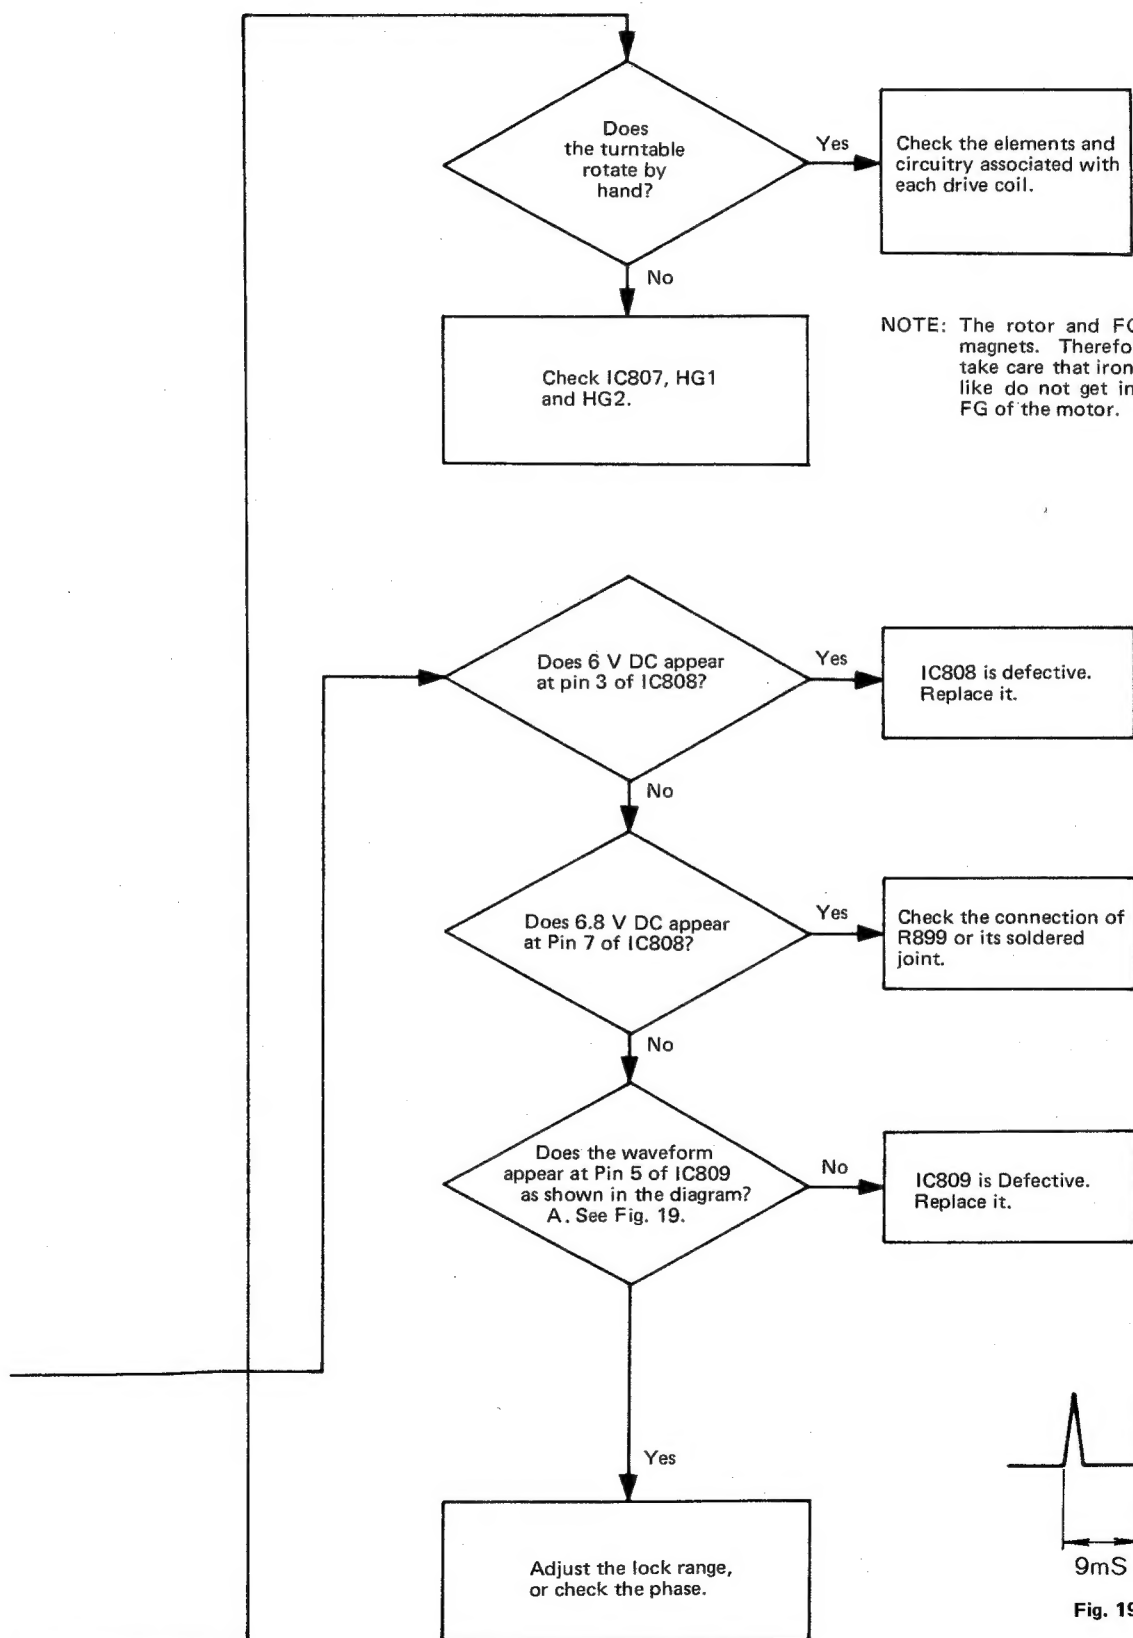 Does
the turntable
rotate by
hand?
Yes
Check the elements and
circuitry associated with
each drive coil.
No
Check IC807, HG1
and HG2.
NOTE: The rotor and FG
magnets.
take care that iron
like do not get
FG of the motor.
Does 6 V DC appear
at pin 3 of IC808?
Yes
IC808 is defective.
Replace it.
No
Does 6.8 V DC appear
at Pin 7 of IC808?
Yes
Check the connection of
R899 or its soldered
joint.
No
Does the waveform
appear at Pin 5 of IC809
as shown in the diagram?
A. See Fig. 19.
No
IC809 is Defective.
Replace it.
Yes
Adjust the lock range,
or check the phase.
9mS
Fig. 19